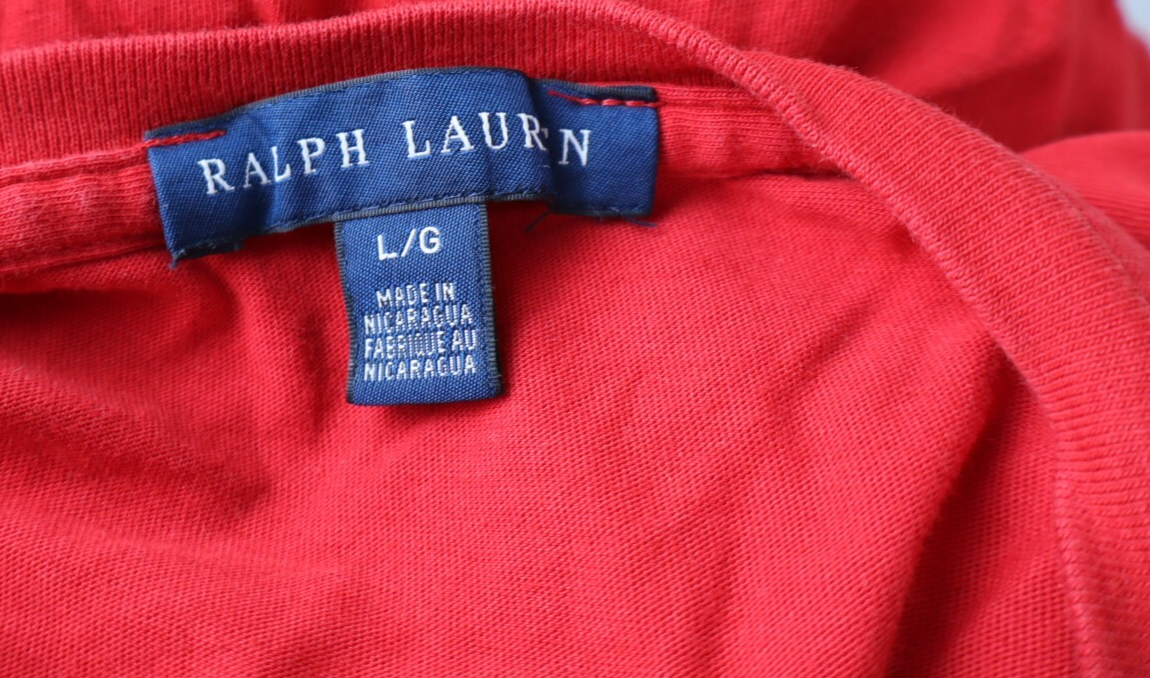 RALPH LAUREN
L/G
MADE IN
NICARAGUA
FABRIQUE AU
NICARAGUA